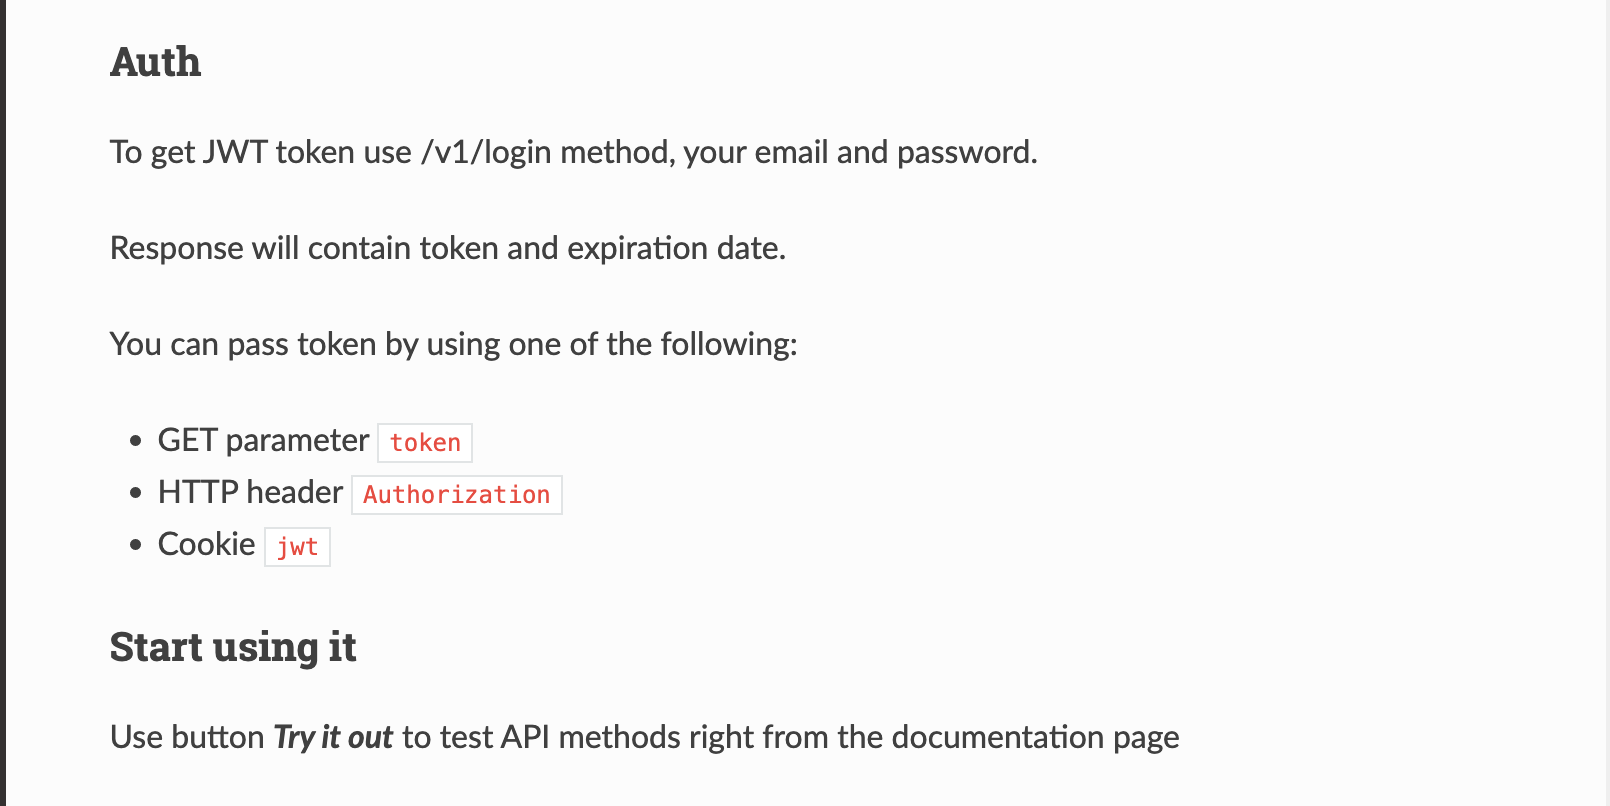 Auth
To get JWT token use /v1/login method, your email and password.
Response will contain token and expiration date.
You can pass token by using one of the following:
• GET parameter token
• HTTP header Authorization
• Cookie jwt
Start using it
Use button Try it out to test API methods right from the documentation page